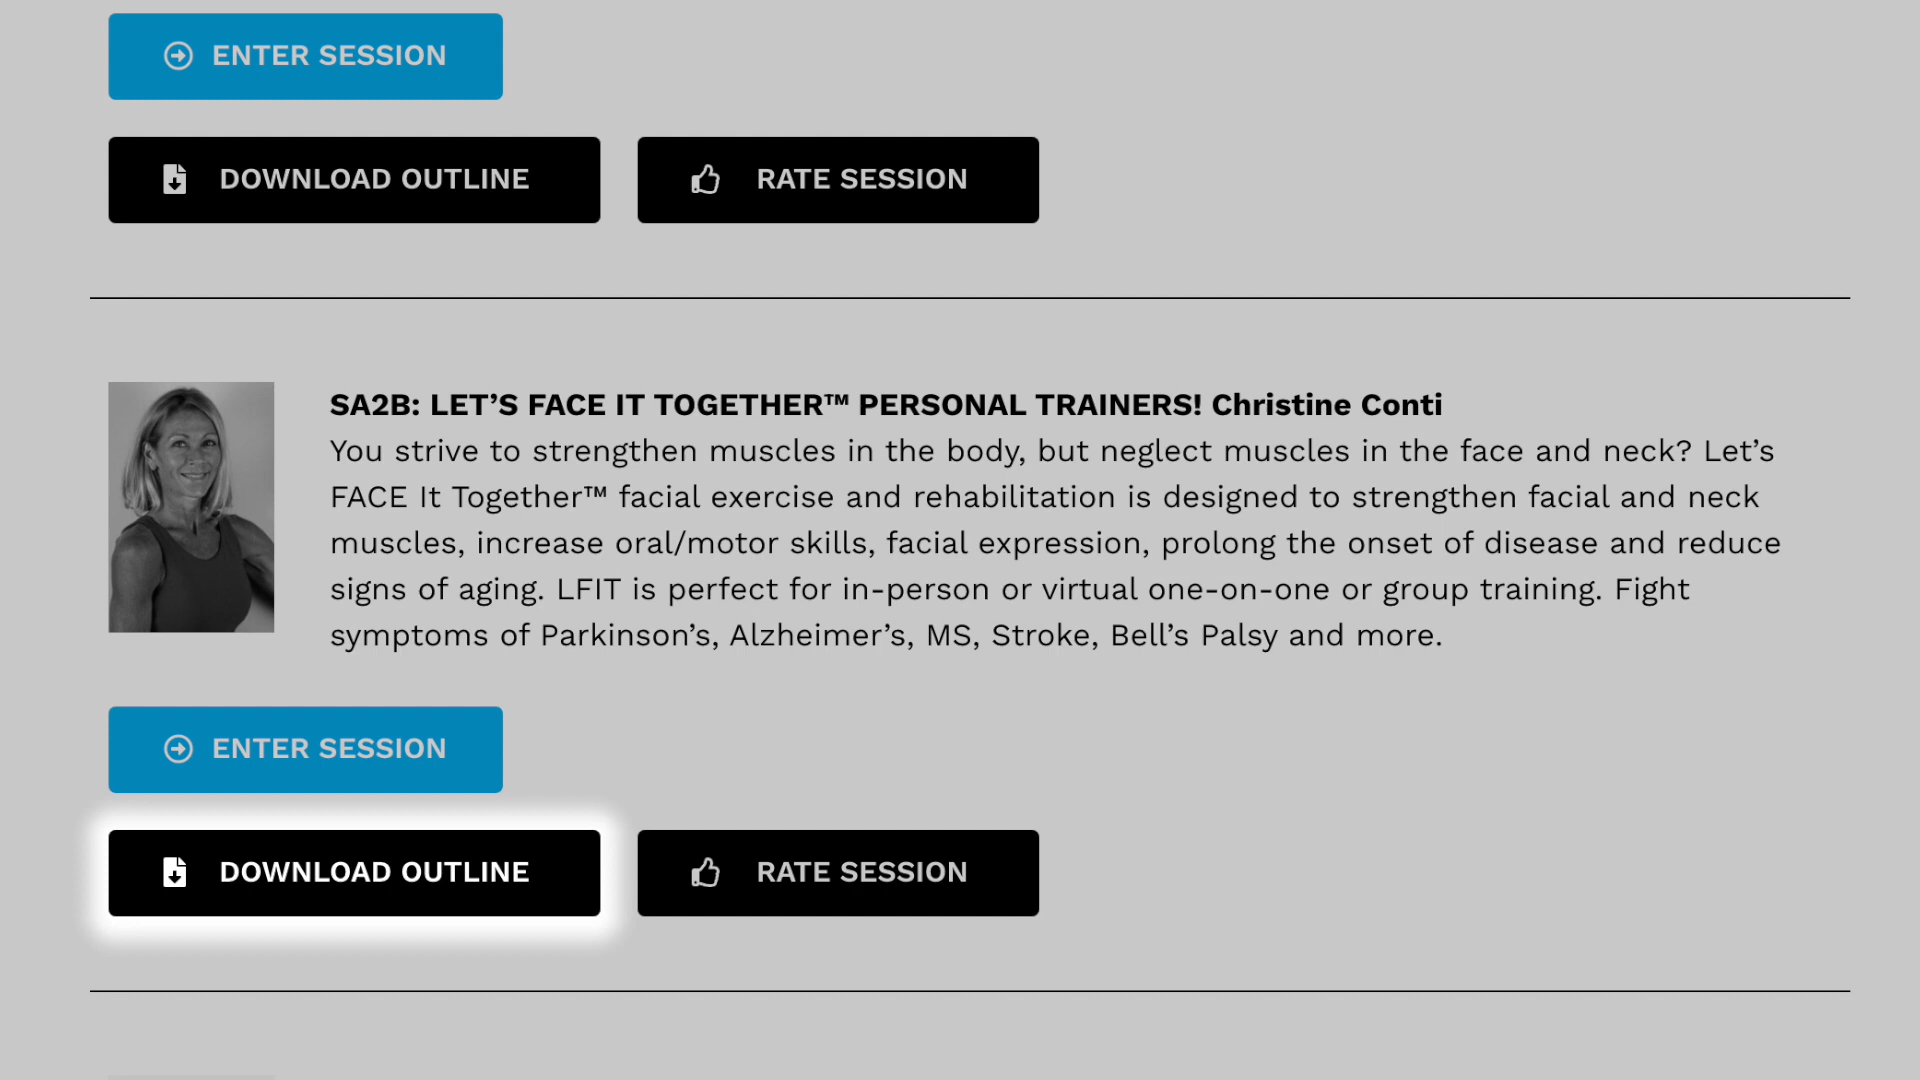 ENTER SESSION
DOWNLOAD OUTLINE
RATE SESSION
SA2B: LET’S FACE IT TOGETHER™ PERSONAL TRAINERS! Christine Conti
You strive to strengthen muscles in the body, but neglect muscles in the face and neck? Let’s
FACE It Together™ facial exercise and rehabilitation is designed to strengthen facial and neck
muscles, increase oral/motor skills, facial expression, prolong the onset of disease and reduce
signs of aging. LFIT is perfect for in-person or virtual one-on-one or group training. Fight
symptoms of Parkinson’s, Alzheimer’s, MS, Stroke, Bell’s Palsy and more.
ENTER SESSION
DOWNLOAD OUTLINE
RATE SESSION